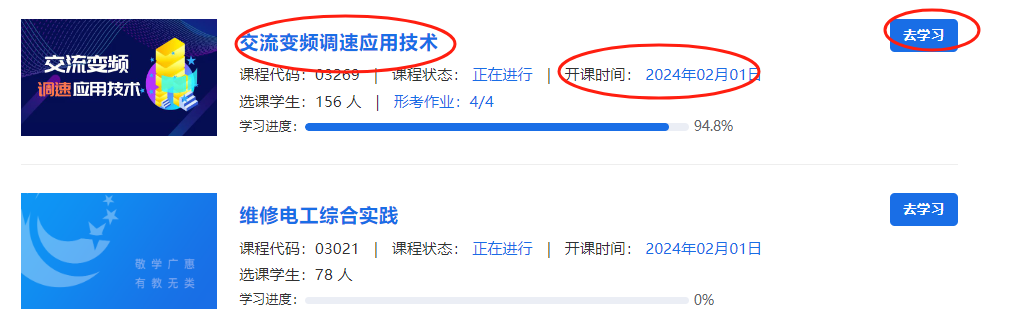 交流变频调速应用技术
去学习
交流变频
调速应用技术
课程代码：03269 | 课程状态： 正在进行 | 开课时间： 2024年02月01日
选课学生：156 人 | 形考作业：4/4
学习进度： 94.8%
维修电工综合实践
去学习
课程代码：03021 | 课程状态： 正在进行 | 开课时间： 2024年02月01日
敬学广惠
有教无类
选课学生：78 人
学习进度： 0%